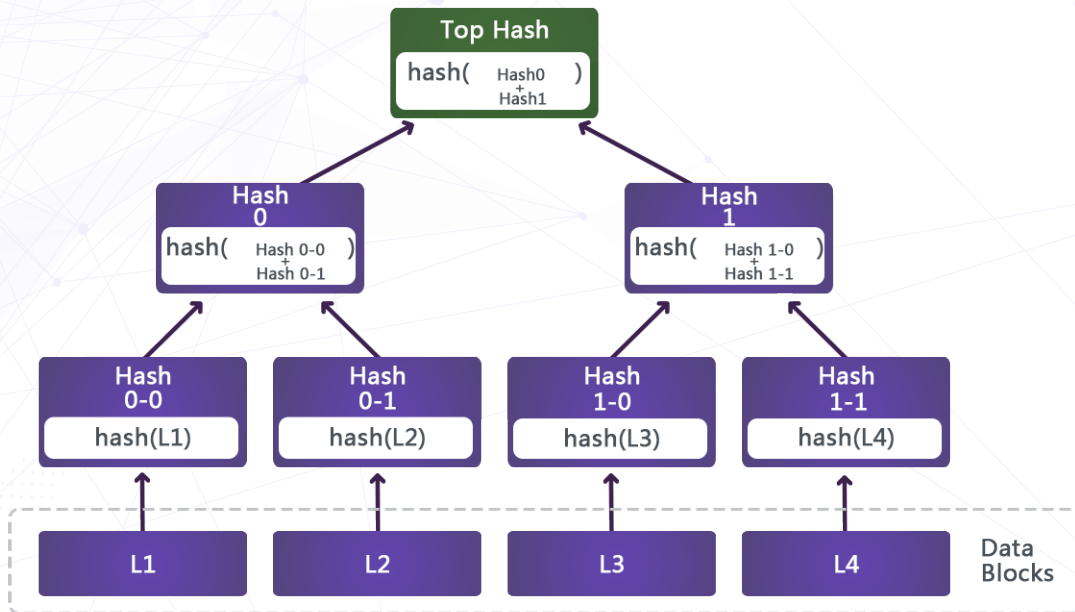 Top Hash
hash( Hash0 )
+
Hash1
Hash
0
hash( Hash 0-0 )
+
Hash 0-1
Hash
1
hash( Hash 1-0 )
+
Hash 1-1
Hash
0-0
hash(L1)
Hash
0-1
hash(L2)
Hash
1-0
hash(L3)
Hash
1-1
hash(L4)
L1
L2
L3
L4
Data
Blocks